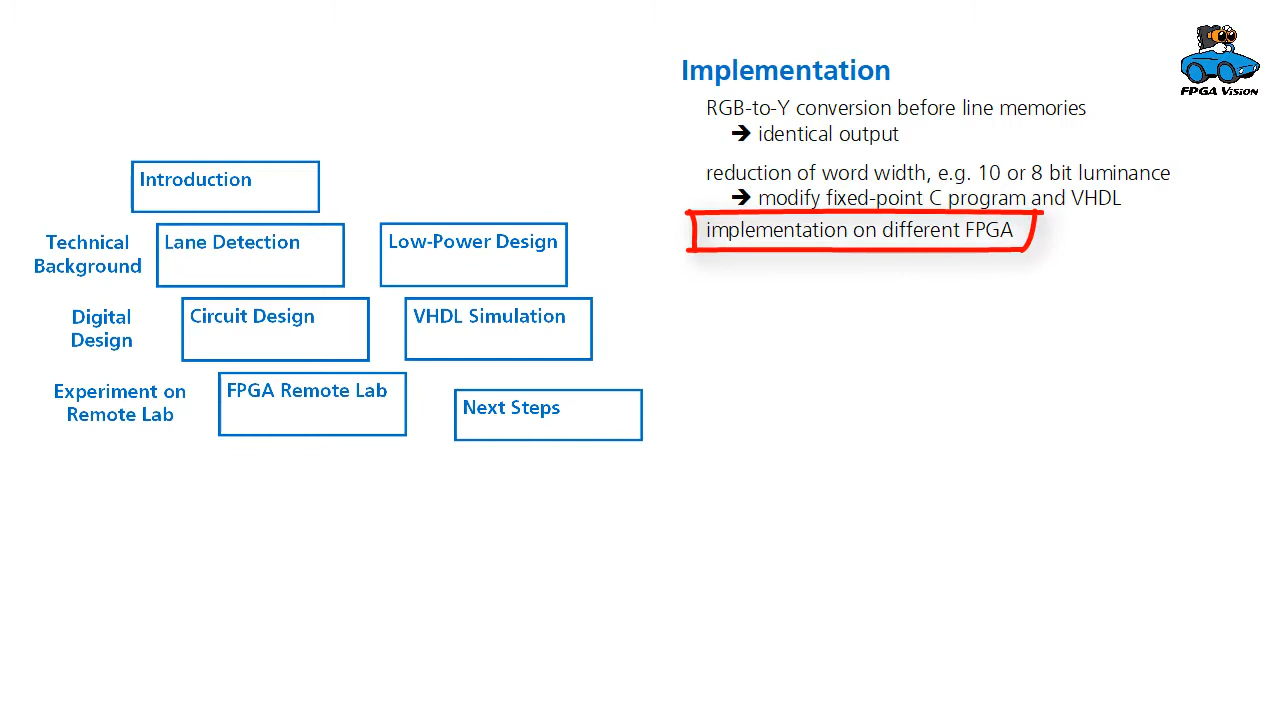 FPGA VISION
Implementation
RGB-to-Y conversion before line memories
➔ identical output
reduction of word width, e.g. 10 or 8 bit luminance
➔ modify fixed-point C program and VHDL
implementation on different FPGA
Introduction
Technical
Background
Lane Detection
Low-Power Design
Digital
Design
Circuit Design
VHDL Simulation
Experiment on
Remote Lab
FPGA Remote Lab
Next Steps